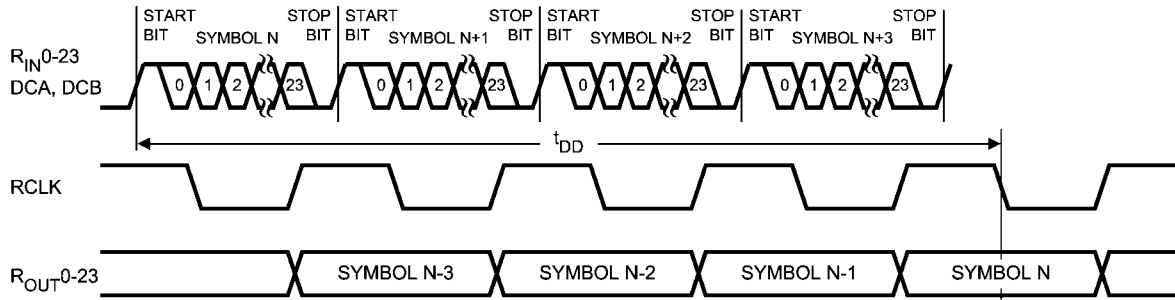 START STOP START STOP START STOP START STOP
BIT SYMBOL N BIT BIT SYMBOL N+1 BIT BIT SYMBOL N+2 BIT BIT SYMBOL N+3 BIT
RIN0-23
DCA, DCB
0 1 2 23 0 1 2 23 0 1 2 23 0 1 2 23
tDD
RCLK
ROUT0-23 SYMBOL N-3 SYMBOL N-2 SYMBOL N-1 SYMBOL N